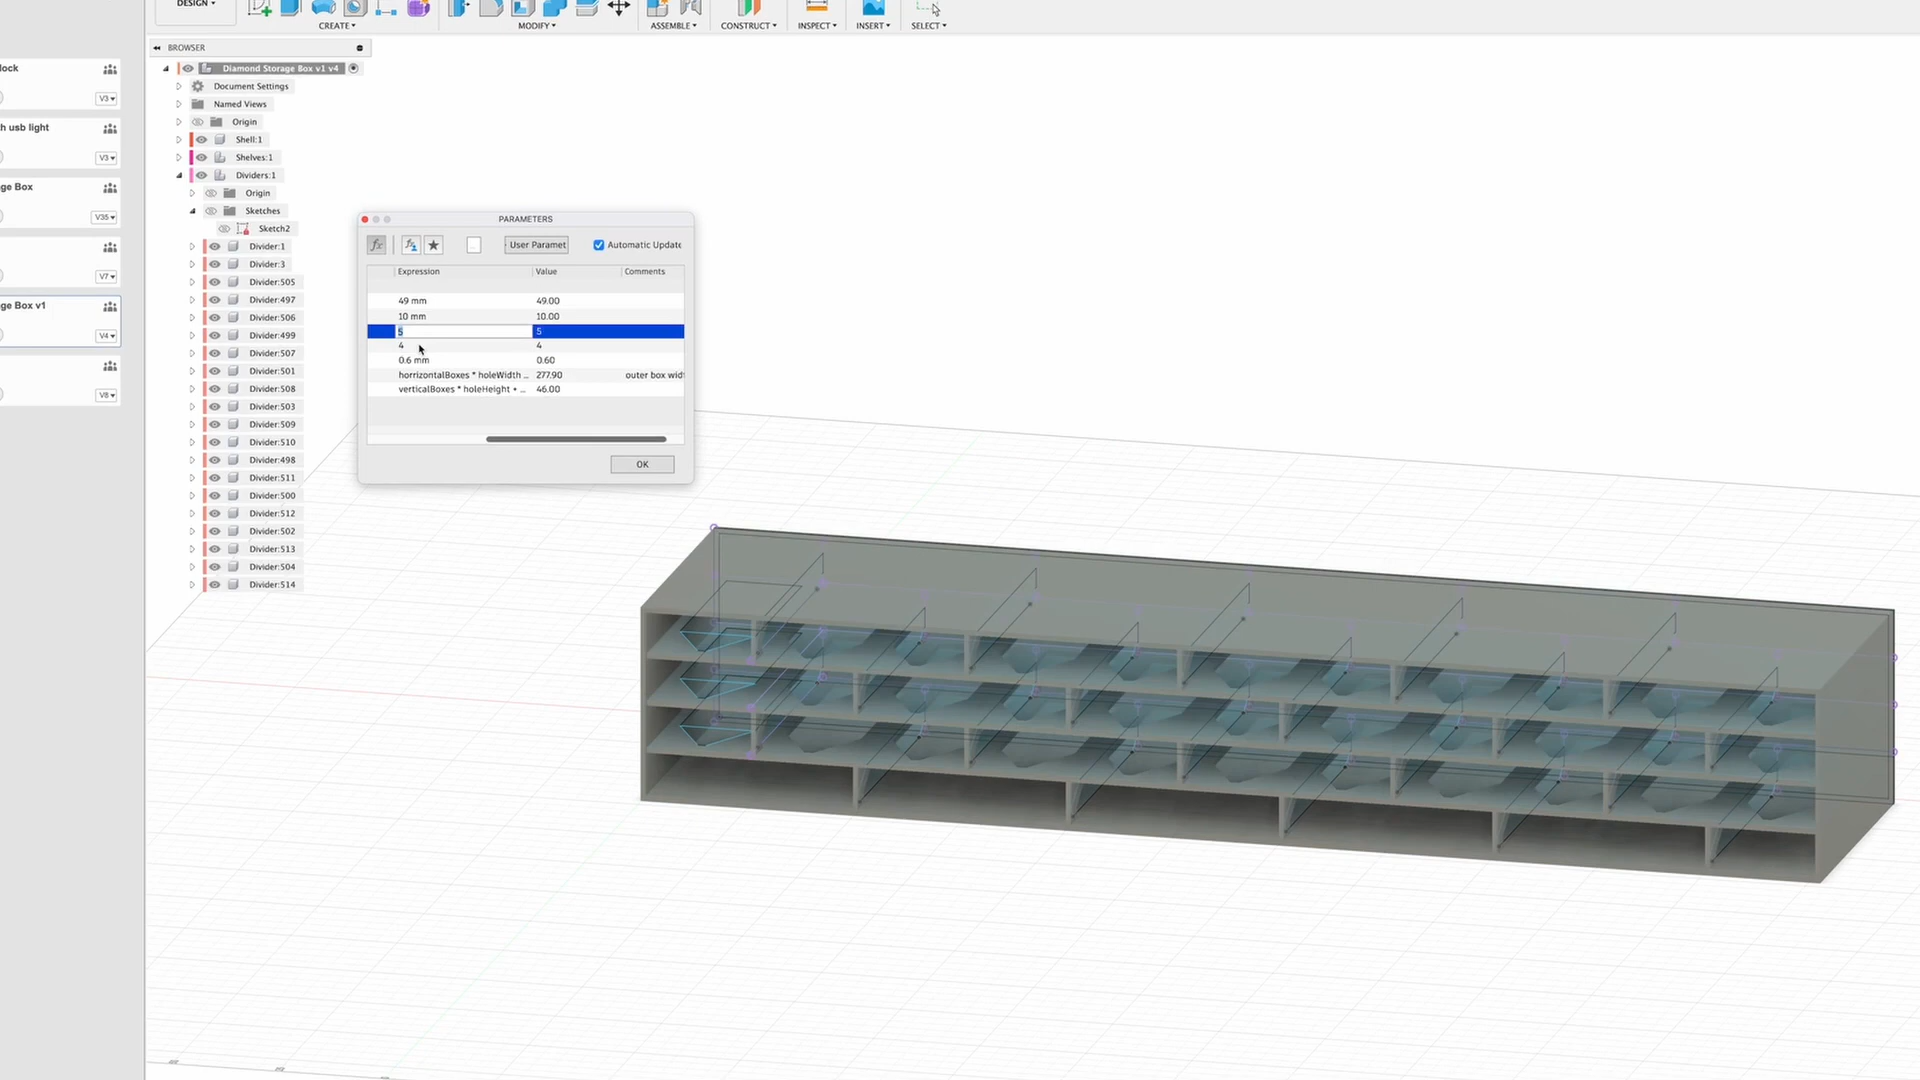 DESIGN ▾
CREATE ▾
MODIFY ▾
ASSEMBLE ▾
CONSTRUCT ▾
INSPECT ▾
INSERT ▾
SELECT ▾
BROWSER
Diamond Storage Box v1 v4
Document Settings
Named Views
Origin
Shell:1
Shelves:1
Dividers:1
Origin
Sketches
Sketch2
Divider:1
Divider:3
Divider:505
Divider:497
Divider:506
Divider:499
Divider:507
Divider:501
Divider:508
Divider:503
Divider:509
Divider:510
Divider:498
Divider:511
Divider:500
Divider:512
Divider:502
Divider:513
Divider:504
Divider:514
lock
V3 ▾
h usb light
V3 ▾
ge Box
V35 ▾
V7 ▾
ge Box v1
V4 ▾
V8 ▾
PARAMETERS
fx User Paramet Automatic Update
Expression Value Comments
49 mm 49.00
10 mm 10.00
5 5
4 4
0.6 mm 0.60
horrizontalBoxes * holeWidth ... 277.90 outer box wid
verticalBoxes * holeHeight + ... 46.00
OK